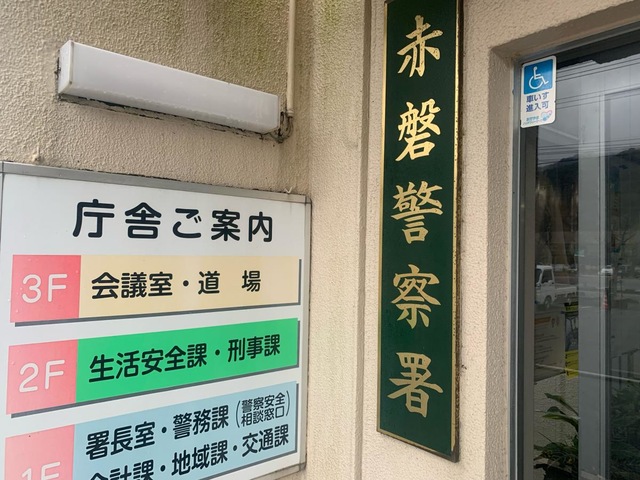 庁舎ご案内
3F 会議室・道　場
2F 生活安全課・刑事課
1F 署長室・警務課(警察安全相談窓口)
会計課・地域課・交通課
赤磐警察署
車いす
進入可